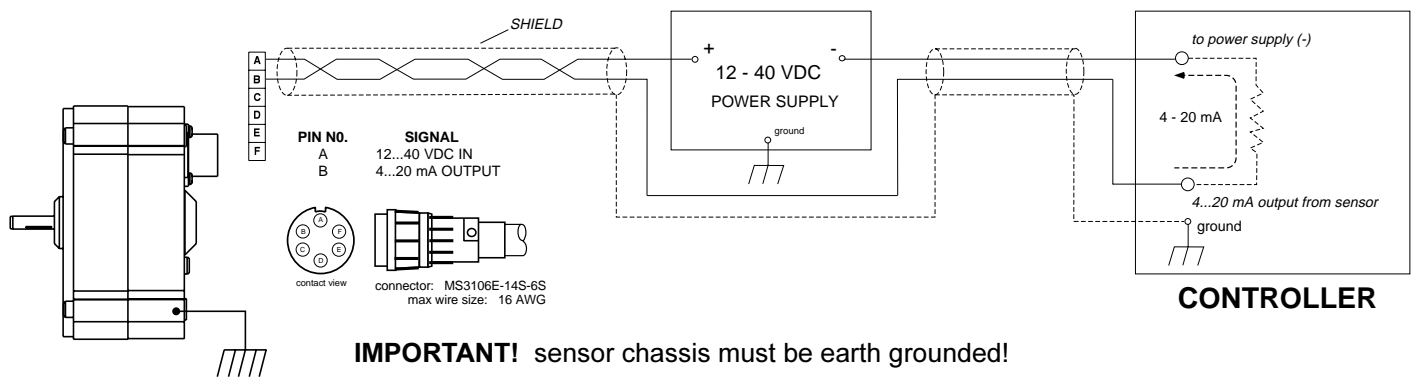 SHIELD
A
B
C
D
E
F
PIN N0. SIGNAL
A 12...40 VDC IN
B 4...20 mA OUTPUT
A
B F
C E
D
contact view
connector: MS3106E-14S-6S
max wire size: 16 AWG
+ -
12 - 40 VDC
POWER SUPPLY
ground
to power supply (-)
4 - 20 mA
4...20 mA output from sensor
ground
CONTROLLER
IMPORTANT! sensor chassis must be earth grounded!